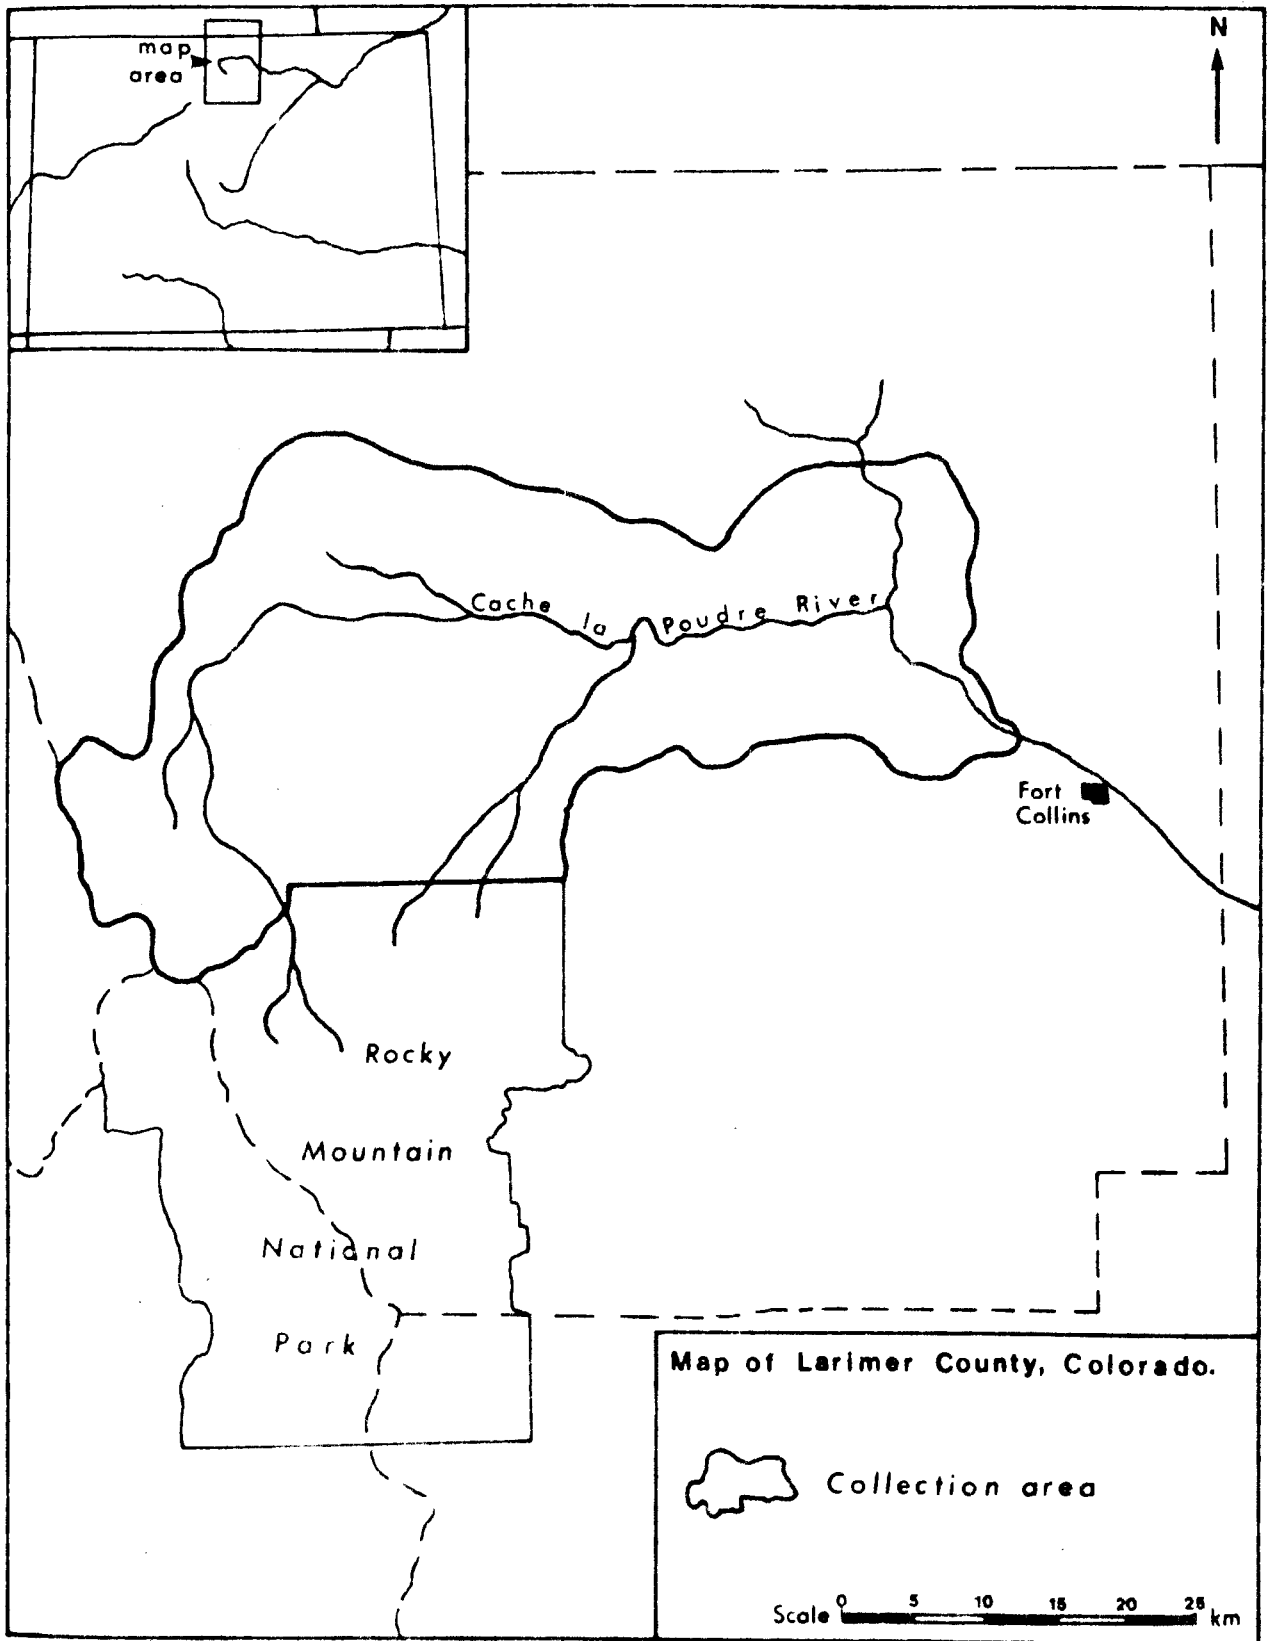 map
area
N
Cache la Poudre River
Fort
Collins
Rocky
Mountain
National
Park
Map of Larimer County, Colorado.
Collection area
Scale 0 5 10 15 20 25 km